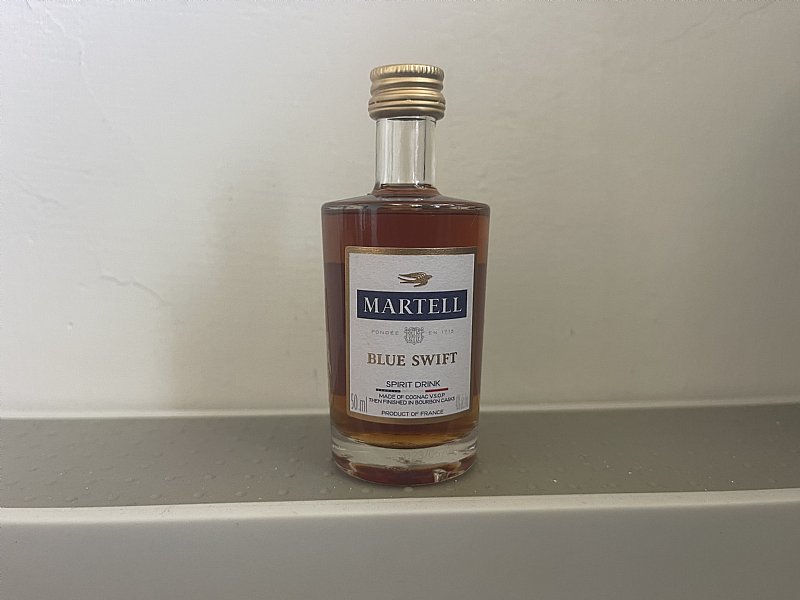 MARTELL
FONDÉE EN 1715
BLUE SWIFT
SPIRIT DRINK
MADE OF COGNAC V.S.O.P
THEN FINISHED IN BOURBON CASKS
50 ml
PRODUCT OF FRANCE